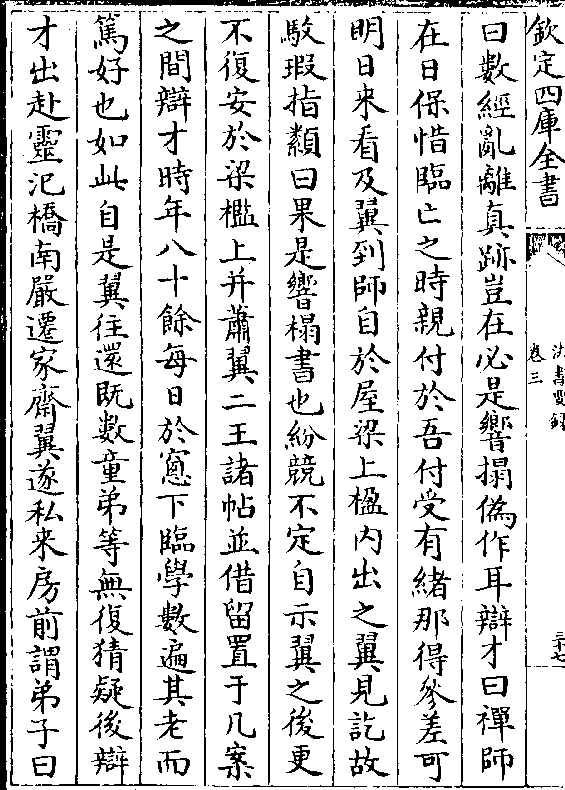 欽定四庫全書
法書要錄
卷三
三十七
曰數經亂離真跡豈在必是響搨偽作耳辯才曰禪師
在日保惜臨亡之時親付於吾付受有緒那得參差可
明日来看及翼到師自於屋梁上檻内出之翼見訖故
駮瑕指纇曰果是響榻書也紛競不定自示翼之後更
不復安於梁檻上并蕭翼二王諸帖並借留置于几案
之間辯才時年八十餘每日於窻下臨學數遍其老而
篤好也如此自是翼往還既數童弟等無復猜疑後辯
才出赴靈汜橋南嚴遷家齋翼遂私来房前謂弟子曰